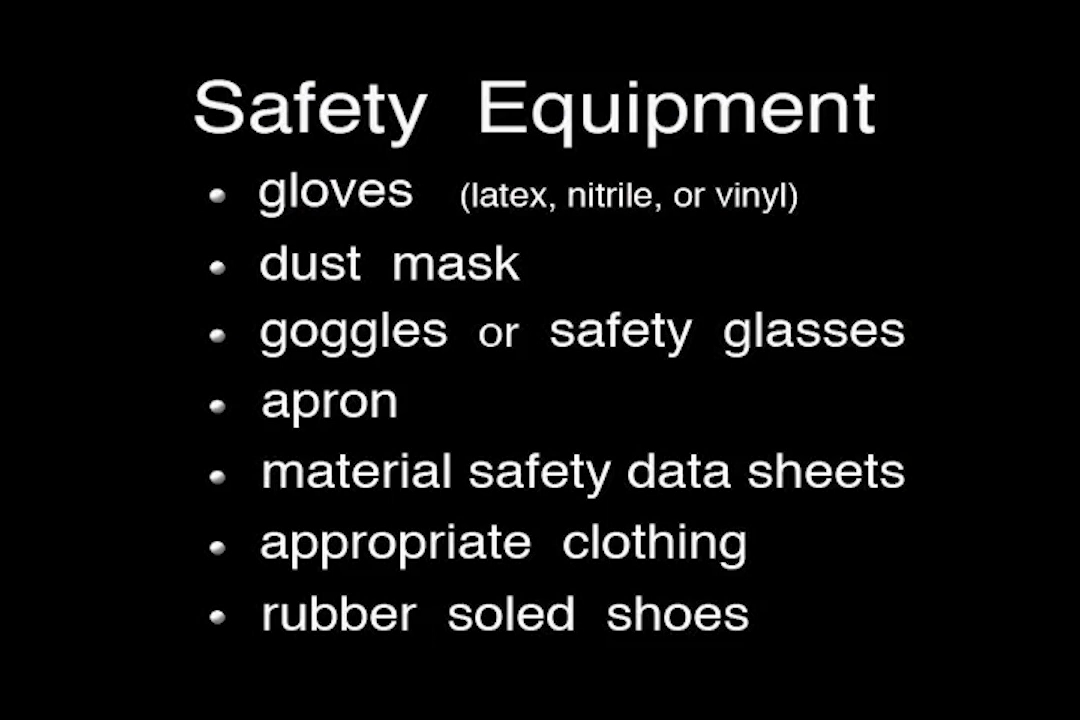 Safety Equipment
• gloves (latex, nitrile, or vinyl)
• dust mask
• goggles or safety glasses
• apron
• material safety data sheets
• appropriate clothing
• rubber soled shoes